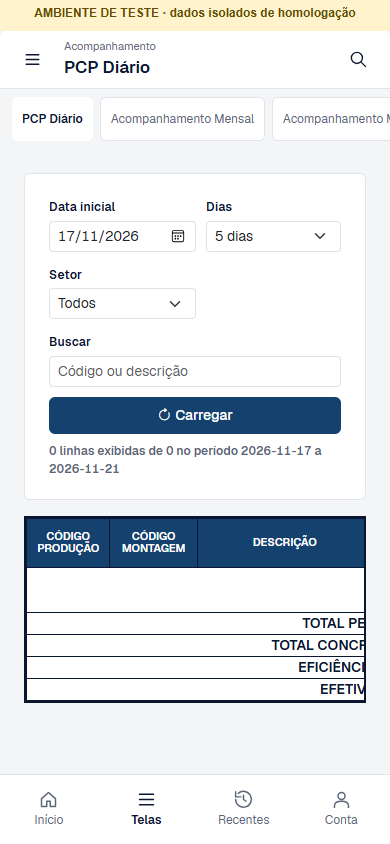 AMBIENTE DE TESTE · dados isolados de homologação
Acompanhamento
PCP Diário
PCP Diário
Acompanhamento Mensal
Acompanhamento M
Data inicial
Dias
17/11/2026
5 dias
Setor
Todos
Buscar
Código ou descrição
Carregar
0 linhas exibidas de 0 no período 2026-11-17 a
2026-11-21
CÓDIGO
PRODUÇÃO
CÓDIGO
MONTAGEM
DESCRIÇÃO
TOTAL PE
TOTAL CONCR
EFICIÊNCI
EFETIV
Início
Telas
Recentes
Conta